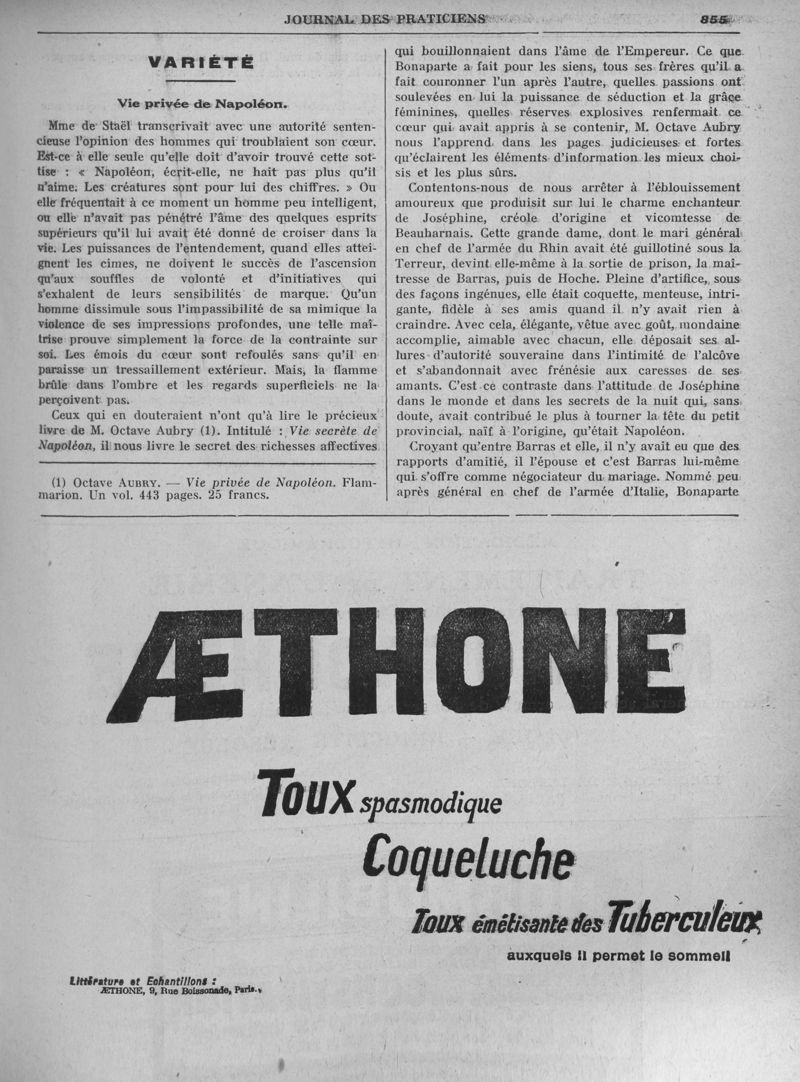 JOURNAL DES PRATICIENS
855
VARIÉTÉ
Vie privée de Napoléon.
Mme de Staël transcrivait avec une autorité senten-
cieuse l'opinion des hommes qui troublaient son cœur.
Est-ce à elle seule qu'elle doit d'avoir trouvé cette sot-
tise : « Napoléon, écrit-elle, ne haït pas plus qu'il
n'aime. Les créatures sont pour lui des chiffres. » Ou
elle fréquentait à ce moment un homme peu intelligent,
ou elle n'avait pas pénétré l'âme des quelques esprits
supérieurs qu'il lui avait été donné de croiser dans la
vie. Les puissances de l'entendement, quand elles attei-
gnent les cimes, ne doivent le succès de l'ascension
qu'aux souffles de volonté et d'initiatives qui
s'exhalent de leurs sensibilités de marque. Qu'un
homme dissimule sous l'impassibilité de sa mimique la
violence de ses impressions profondes, une telle maî-
trise prouve simplement la force de la contrainte sur
soi. Les émois du cœur sont refoulés sans qu'il en
paraisse un tressaillement extérieur. Mais, la flamme
brûle dans l'ombre et les regards superficiels ne la
perçoivent pas.
Ceux qui en douteraient n'ont qu'à lire le précieux
livre de M. Octave Aubry (1). Intitulé : Vie secrète de
Napoléon, il nous livre le secret des richesses affectives
(1) Octave AUBRY. — Vie privée de Napoléon. Flam-
marion. Un vol. 443 pages. 25 francs.
qui bouillonnaient dans l'âme de l'Empereur. Ce que
Bonaparte a fait pour les siens, tous ses frères qu'il a
fait couronner l'un après l'autre, quelles passions ont
soulevées en lui la puissance de séduction et la grâce
féminines, quelles réserves explosives renfermait ce
cœur qui avait appris à se contenir, M. Octave Aubry
nous l'apprend dans les pages judicieuses et fortes
qu'éclairent les éléments d'information les mieux choi-
sis et les plus sûrs.
Contentons-nous de nous arrêter à l'éblouissement
amoureux que produisit sur lui le charme enchanteur
de Joséphine, créole d'origine et vicomtesse de
Beauharnais. Cette grande dame, dont le mari général
en chef de l'armée du Rhin avait été guillotiné sous la
Terreur, devint elle-même à la sortie de prison, la maî-
tresse de Barras, puis de Hoche. Pleine d'artifice, sous
des façons ingénues, elle était coquette, menteuse, intri-
gante, fidèle à ses amis quand il n'y avait rien à
craindre. Avec cela, élégante, vêtue avec goût, mondaine
accomplie, aimable avec chacun, elle déposait ses al-
lures d'autorité souveraine dans l'intimité de l'alcôve
et s'abandonnait avec frénésie aux caresses de ses
amants. C'est ce contraste dans l'attitude de Joséphine
dans le monde et dans les secrets de la nuit qui, sans
doute, avait contribué le plus à tourner la tête du petit
provincial, naïf à l'origine, qu'était Napoléon.
Croyant qu'entre Barras et elle, il n'y avait eu que des
rapports d'amitié, il l'épouse et c'est Barras lui-même
qui s'offre comme négociateur du mariage. Nommé peu
après général en chef de l'armée d'Italie, Bonaparte
ÆTHONE
Toux spasmodique
Coqueluche
Toux émétisante des Tuberculeux
auxquels il permet le sommeil
Littérature et Echantillons :
ÆTHONE, 9, Rue Boissonade, Paris.